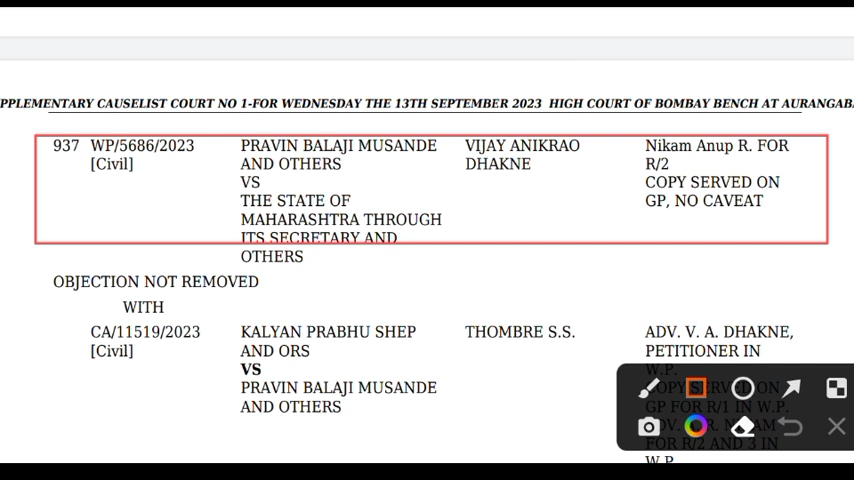 PPLEMENTARY CAUSELIST COURT NO 1-FOR WEDNESDAY THE 13TH SEPTEMBER 2023 HIGH COURT OF BOMBAY BENCH AT AURANGAB
937 WP/5686/2023 PRAVIN BALAJI MUSANDE VIJAY ANIKRAO Nikam Anup R. FOR
[Civil] AND OTHERS DHAKNE R/2
VS COPY SERVED ON
THE STATE OF GP, NO CAVEAT
MAHARASHTRA THROUGH
ITS SECRETARY AND
OTHERS
OBJECTION NOT REMOVED
WITH
CA/11519/2023 KALYAN PRABHU SHEP THOMBRE S.S. ADV. V. A. DHAKNE,
[Civil] AND ORS PETITIONER IN
VS W.P.
PRAVIN BALAJI MUSANDE COPY SERVED ON
AND OTHERS GP FOR R/1 IN W.P.
FOR R/2 AND 3 IN
W.P.